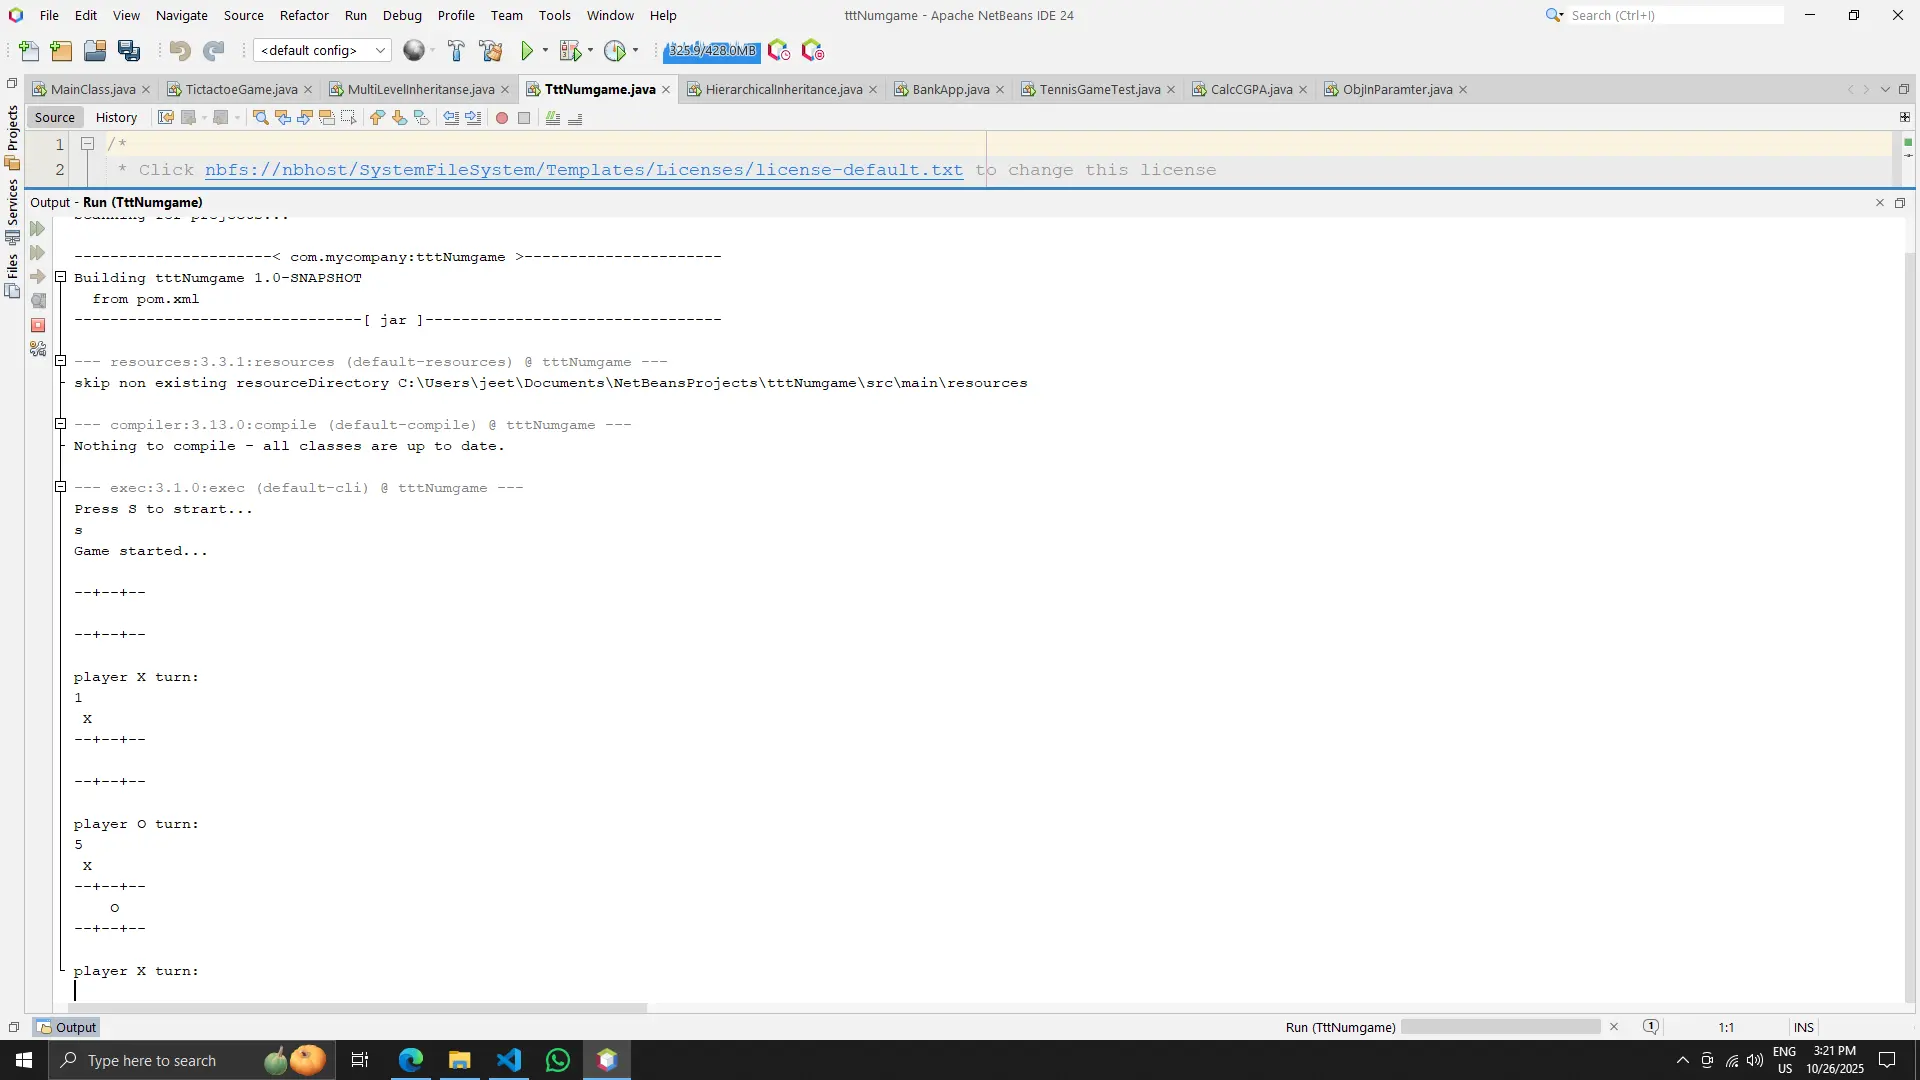 File Edit View Navigate Source Refactor Run Debug Profile Team Tools Window Help
tttNumgame - Apache NetBeans IDE 24
Search (Ctrl+I)
<default config>
325.9/428.0MB
MainClass.java TictactoeGame.java MultiLevelInheritanse.java TttNumgame.java HierarchicalInheritance.java BankApp.java TennisGameTest.java CalcCGPA.java ObjInParamter.java
Source History
Projects
Services
Files
1 /*
2 * Click nbfs://nbhost/SystemFileSystem/Templates/Licenses/license-default.txt to change this license
Output - Run (TttNumgame)
Scanning for projects...
----------------------< com.mycompany:tttNumgame >----------------------
Building tttNumgame 1.0-SNAPSHOT
from pom.xml
--------------------------------[ jar ]---------------------------------
--- resources:3.3.1:resources (default-resources) @ tttNumgame ---
skip non existing resourceDirectory C:\Users\jeet\Documents\NetBeansProjects\tttNumgame\src\main\resources
--- compiler:3.13.0:compile (default-compile) @ tttNumgame ---
Nothing to compile - all classes are up to date.
--- exec:3.1.0:exec (default-cli) @ tttNumgame ---
Press S to strart...
s
Game started...
--+--+--
--+--+--
player X turn:
1
X
--+--+--
--+--+--
player O turn:
5
X
--+--+--
O
--+--+--
player X turn:
Output
Run (TttNumgame)
1
1:1
INS
Type here to search
ENG
US
3:21 PM
10/26/2025